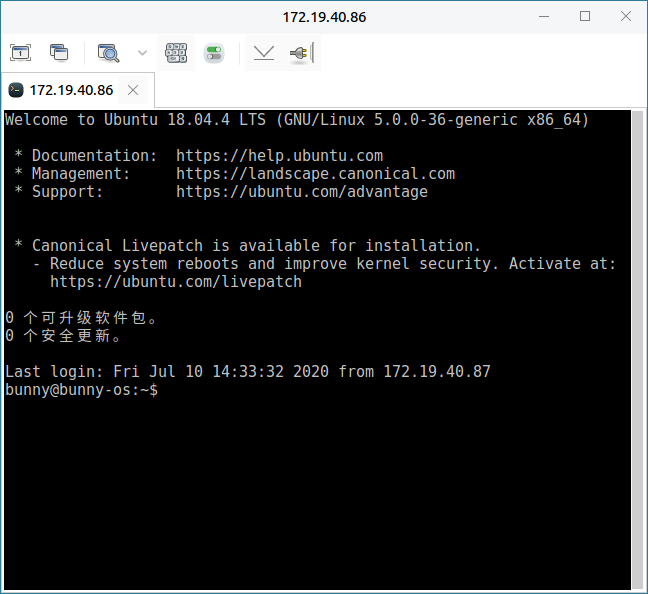 172.19.40.86
172.19.40.86
Welcome to Ubuntu 18.04.4 LTS (GNU/Linux 5.0.0-36-generic x86_64)
* Documentation:  https://help.ubuntu.com
* Management:     https://landscape.canonical.com
* Support:        https://ubuntu.com/advantage
* Canonical Livepatch is available for installation.
- Reduce system reboots and improve kernel security. Activate at:
https://ubuntu.com/livepatch
0 个可升级软件包。
0 个安全更新。
Last login: Fri Jul 10 14:33:32 2020 from 172.19.40.87
bunny@bunny-os:~$